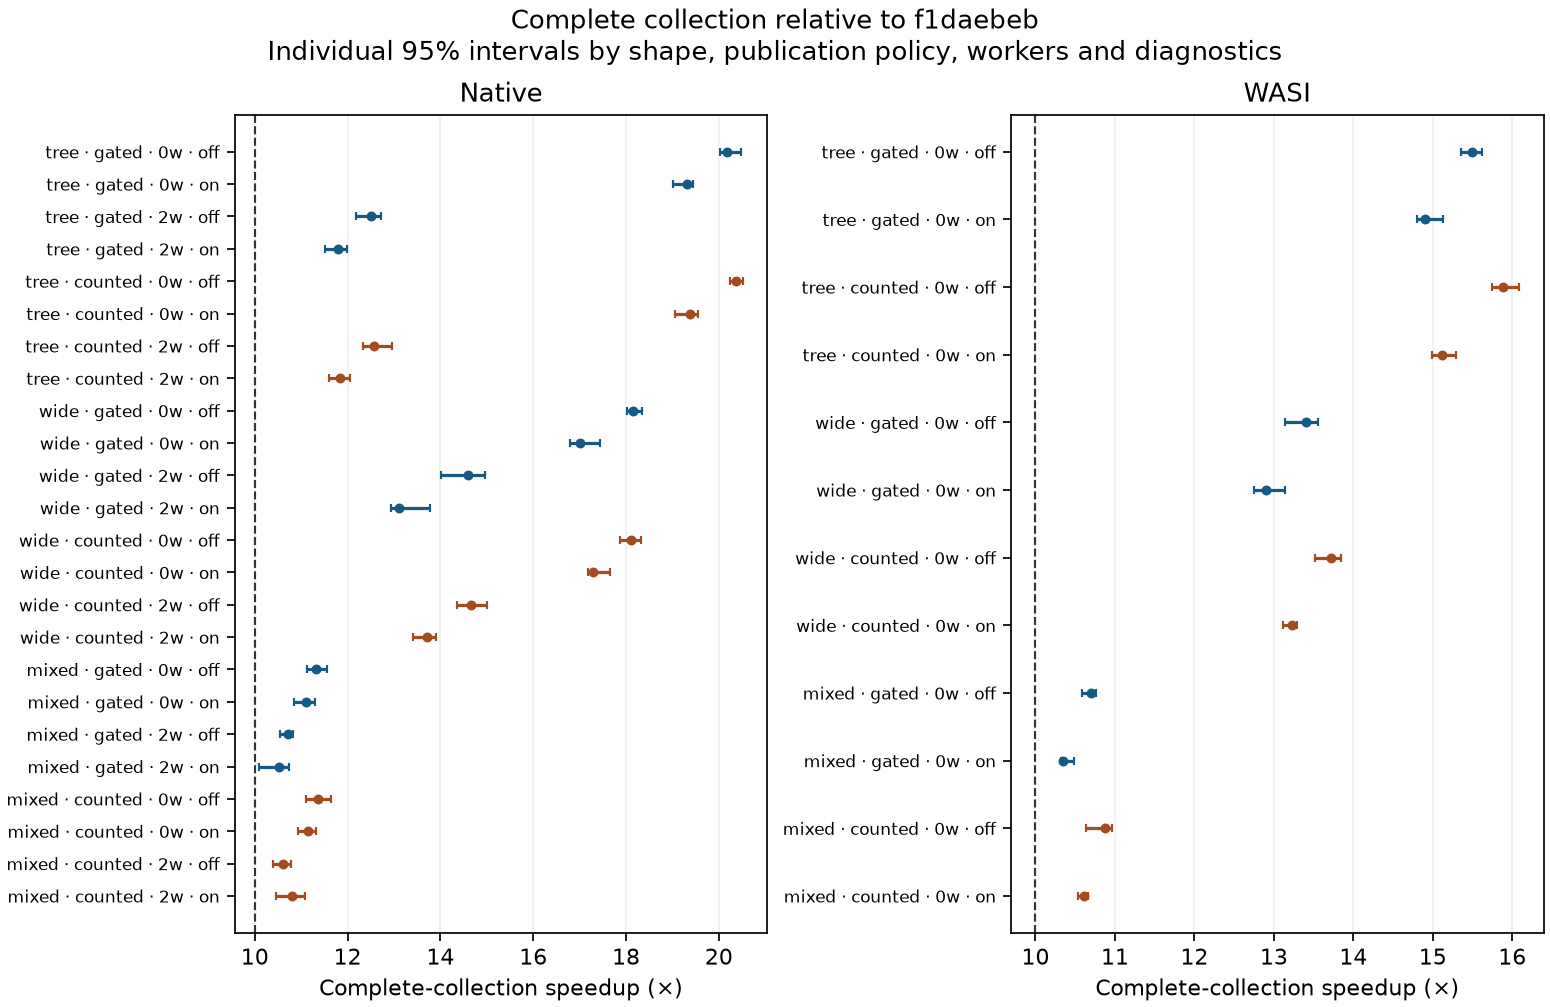 Complete collection relative to f1daebeb
Individual 95% intervals by shape, publication policy, workers and diagnostics
Native
tree · gated · 0w · off
tree · gated · 0w · on
tree · gated · 2w · off
tree · gated · 2w · on
tree · counted · 0w · off
tree · counted · 0w · on
tree · counted · 2w · off
tree · counted · 2w · on
wide · gated · 0w · off
wide · gated · 0w · on
wide · gated · 2w · off
wide · gated · 2w · on
wide · counted · 0w · off
wide · counted · 0w · on
wide · counted · 2w · off
wide · counted · 2w · on
mixed · gated · 0w · off
mixed · gated · 0w · on
mixed · gated · 2w · off
mixed · gated · 2w · on
mixed · counted · 0w · off
mixed · counted · 0w · on
mixed · counted · 2w · off
mixed · counted · 2w · on
10 12 14 16 18 20
Complete-collection speedup (×)
WASI
tree · gated · 0w · off
tree · gated · 0w · on
tree · counted · 0w · off
tree · counted · 0w · on
wide · gated · 0w · off
wide · gated · 0w · on
wide · counted · 0w · off
wide · counted · 0w · on
mixed · gated · 0w · off
mixed · gated · 0w · on
mixed · counted · 0w · off
mixed · counted · 0w · on
10 11 12 13 14 15 16
Complete-collection speedup (×)